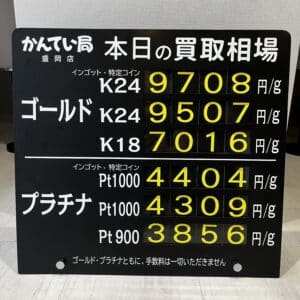 かんてい局 本日の買取相場
盛岡店
インゴット・特定コイン
K24 9708 円/g
ゴールド K24 9507 円/g
K18 7016 円/g
インゴット・特定コイン
Pt1000 4404 円/g
プラチナ Pt1000 4309 円/g
Pt900 3856 円/g
ゴールド・プラチナともに、手数料は一切いただきません